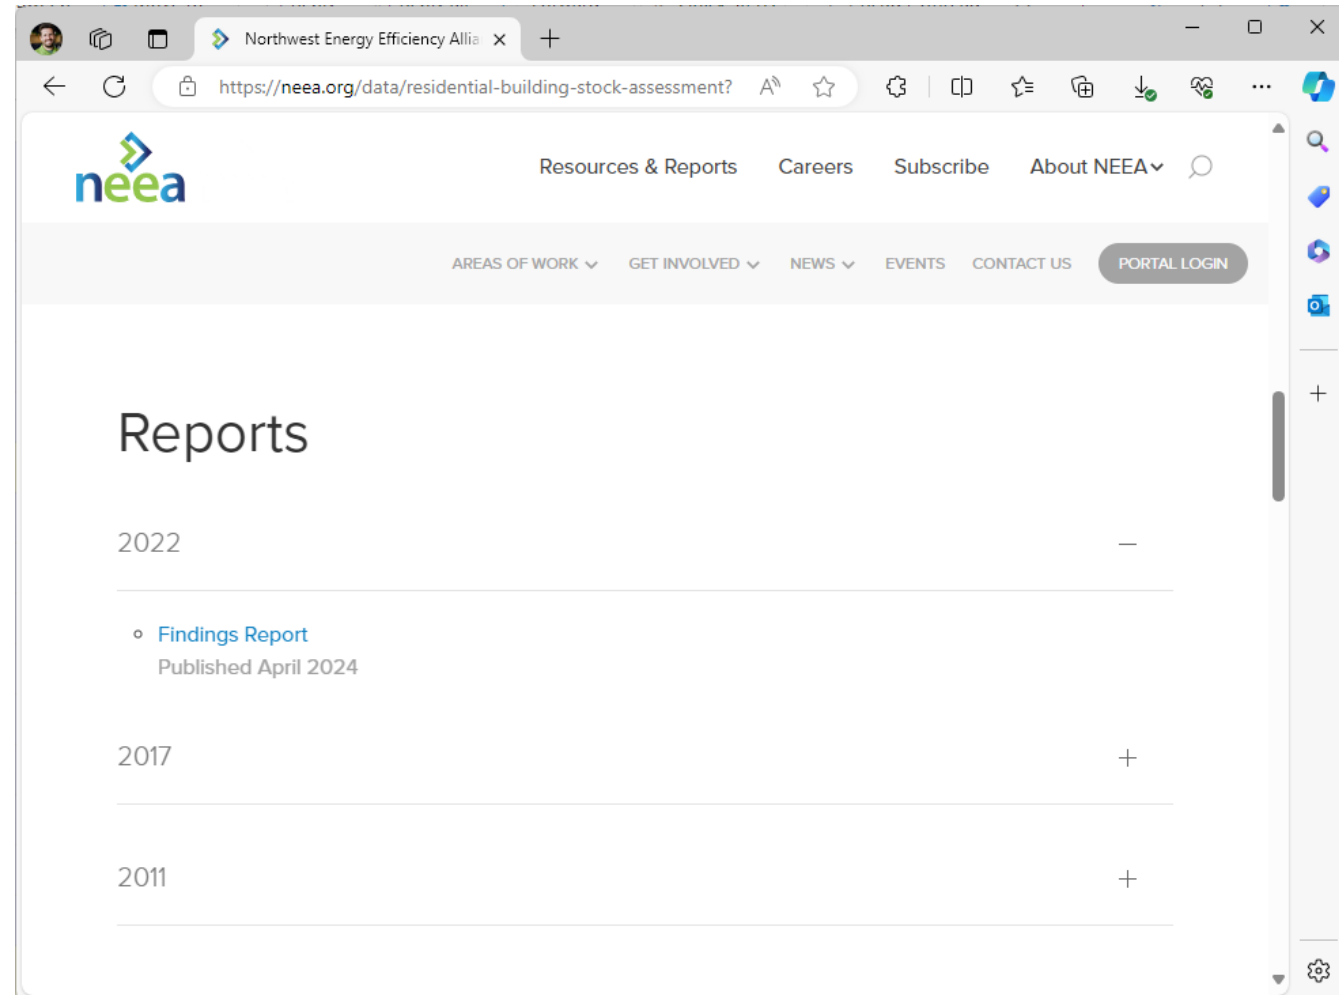 Northwest Energy Efficiency Allia
https://neea.org/data/residential-building-stock-assessment?
neea
Resources & Reports Careers Subscribe About NEEA
AREAS OF WORK GET INVOLVED NEWS EVENTS CONTACT US PORTAL LOGIN
Reports
2022
Findings Report
Published April 2024
2017
2011